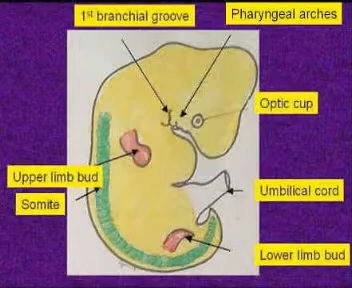 1st branchial groove
Pharyngeal arches
Optic cup
Upper limb bud
Somite
Umbilical cord
Lower limb bud